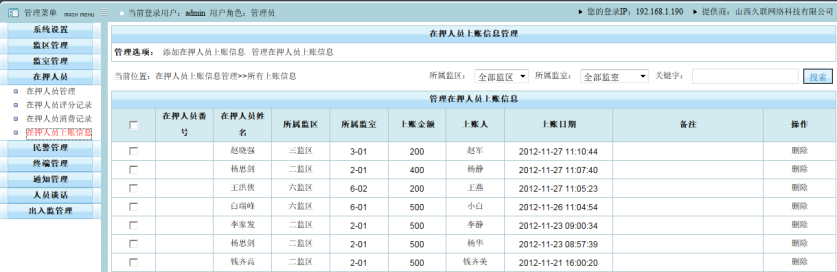 管理菜单 MAIN MENU
当前登录用户：admin 用户角色：管理员
您的登录IP：192.168.1.190 提供商：山西久联网络科技有限公司
系统设置
监区管理
监室管理
在押人员
在押人员管理
在押人员评分记录
在押人员消费记录
在押人员上账信息
民警管理
终端管理
通知管理
人员谈话
出入监管理
在押人员上账信息管理
管理选项： 添加在押人员上账信息 管理在押人员上账信息
当前位置：在押人员上账信息管理>>所有上账信息 所属监区： 全部监区 所属监室： 全部监室 关键字： 搜索
管理在押人员上账信息
在押人员番号 在押人员姓名 所属监区 所属监室 上账金额 上账人 上账日期 备注 操作
赵晓强 三监区 3-01 200 赵军 2012-11-27 11:10:44 删除
杨思剑 二监区 2-01 400 杨静 2012-11-27 11:07:40 删除
王洪侠 六监区 6-02 200 王燕 2012-11-27 11:05:23 删除
白瑞峰 六监区 6-01 500 小白 2012-11-26 11:04:54 删除
李家发 二监区 2-01 500 李静 2012-11-23 09:00:34 删除
杨思剑 二监区 2-01 500 杨华 2012-11-23 08:57:39 删除
钱齐高 二监区 2-01 500 钱齐美 2012-11-21 16:00:20 删除